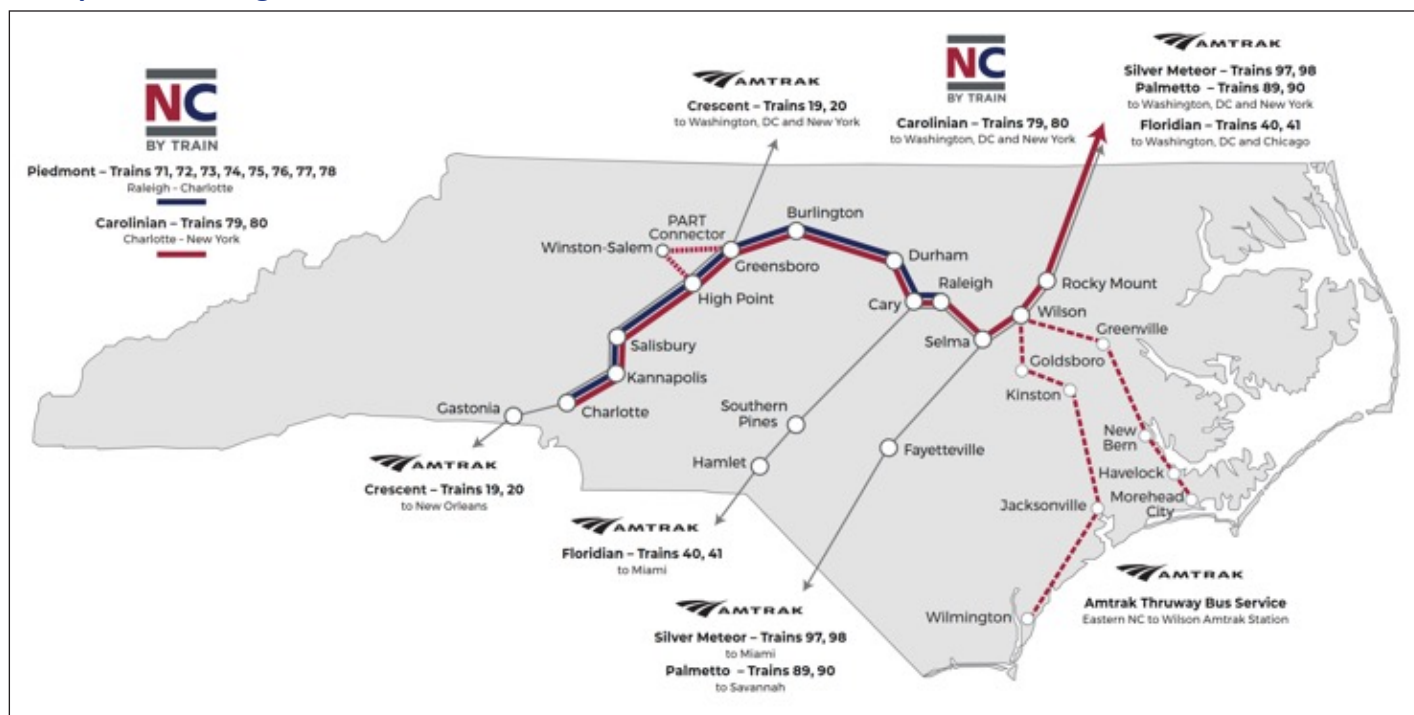 NC
BY TRAIN
Piedmont – Trains 71, 72, 73, 74, 75, 76, 77, 78
Raleigh - Charlotte
Carolinian – Trains 79, 80
Charlotte - New York
AMTRAK
Crescent – Trains 19, 20
to Washington, DC and New York
NC
BY TRAIN
Carolinian – Trains 79, 80
to Washington, DC and New York
AMTRAK
Silver Meteor – Trains 97, 98
Palmetto – Trains 89, 90
to Washington, DC and New York
Floridian – Trains 40, 41
to Washington, DC and Chicago
PART
Connector
Winston-Salem
Burlington
Greensboro
High Point
Durham
Raleigh
Cary
Rocky Mount
Wilson
Selma
Greenville
Goldsboro
Kinston
Salisbury
Kannapolis
Charlotte
Gastonia
Southern
Pines
Hamlet
Fayetteville
New
Bern
Havelock
Morehead
City
Jacksonville
Wilmington
AMTRAK
Crescent – Trains 19, 20
to New Orleans
AMTRAK
Floridian – Trains 40, 41
to Miami
AMTRAK
Silver Meteor – Trains 97, 98
to Miami
Palmetto – Trains 89, 90
to Savannah
AMTRAK
Amtrak Thruway Bus Service
Eastern NC to Wilson Amtrak Station